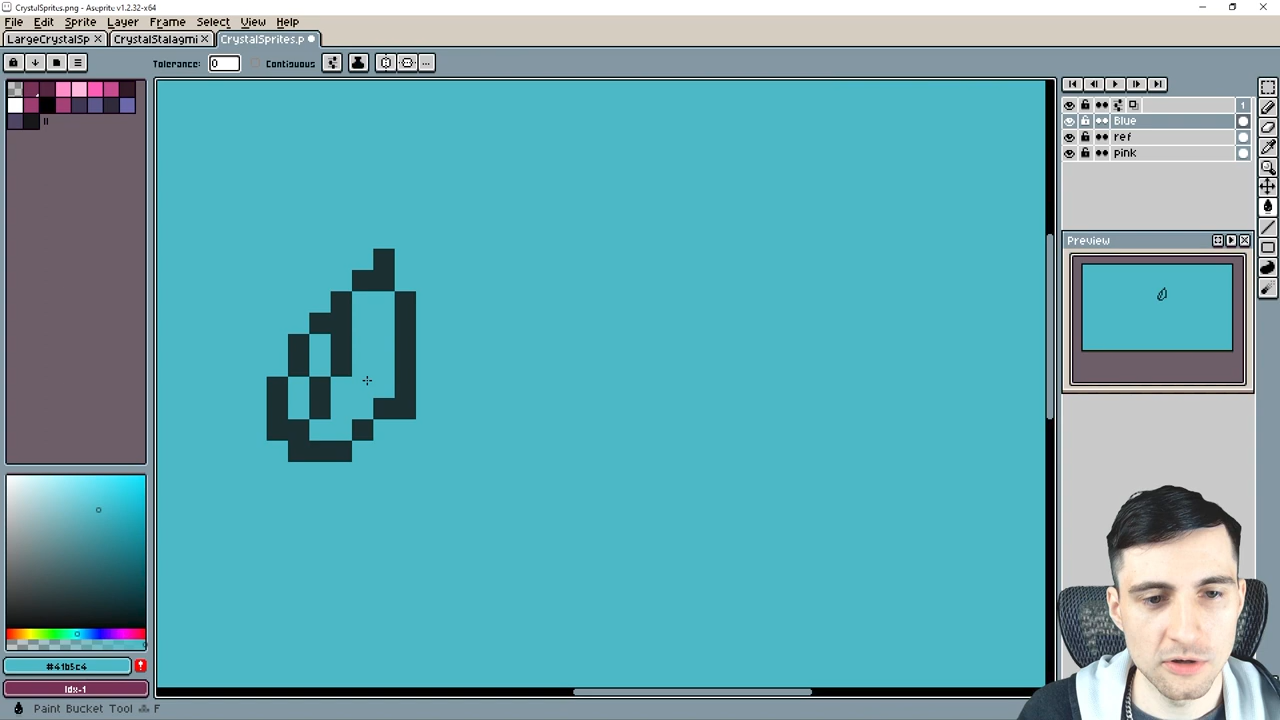 CrystalSprites.png - Aseprite v1.2.32-x64
File Edit Sprite Layer Frame Select View Help
LargeCrystalSp CrystalStalagmi CrystalSprites.p
Tolerance: 0 Contiguous
1
Blue
ref
pink
Preview
#41b5c4
Idx-1
Paint Bucket Tool F